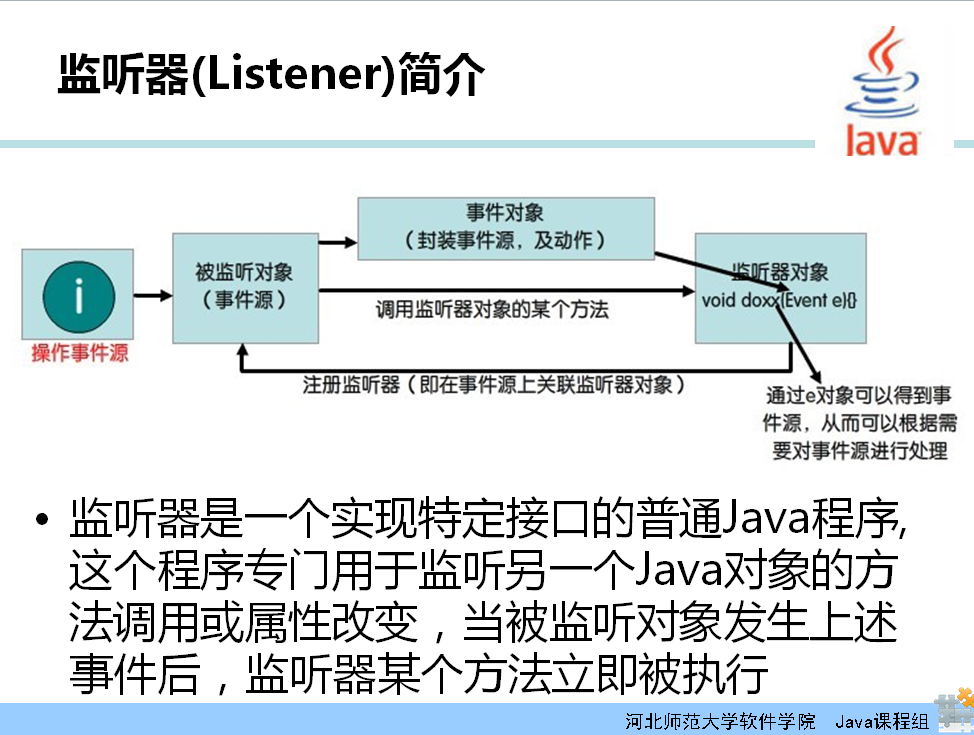 监听器(Listener)简介
Java
事件对象
（封装事件源，及动作）
被监听对象
（事件源）
监听器对象
void doxx(Event e){}
i
操作事件源
调用监听器对象的某个方法
注册监听器（即在事件源上关联监听器对象）
通过e对象可以得到事
件源，从而可以根据需
要对事件源进行处理
• 监听器是一个实现特定接口的普通Java程序,
这个程序专门用于监听另一个Java对象的方
法调用或属性改变，当被监听对象发生上述
事件后，监听器某个方法立即被执行
河北师范大学软件学院 Java课程组